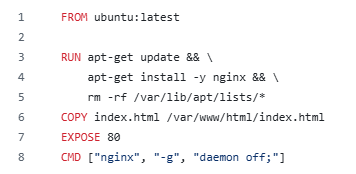 1 FROM ubuntu:latest
2
3 RUN apt-get update && \
4 apt-get install -y nginx && \
5 rm -rf /var/lib/apt/lists/*
6 COPY index.html /var/www/html/index.html
7 EXPOSE 80
8 CMD ["nginx", "-g", "daemon off;"]